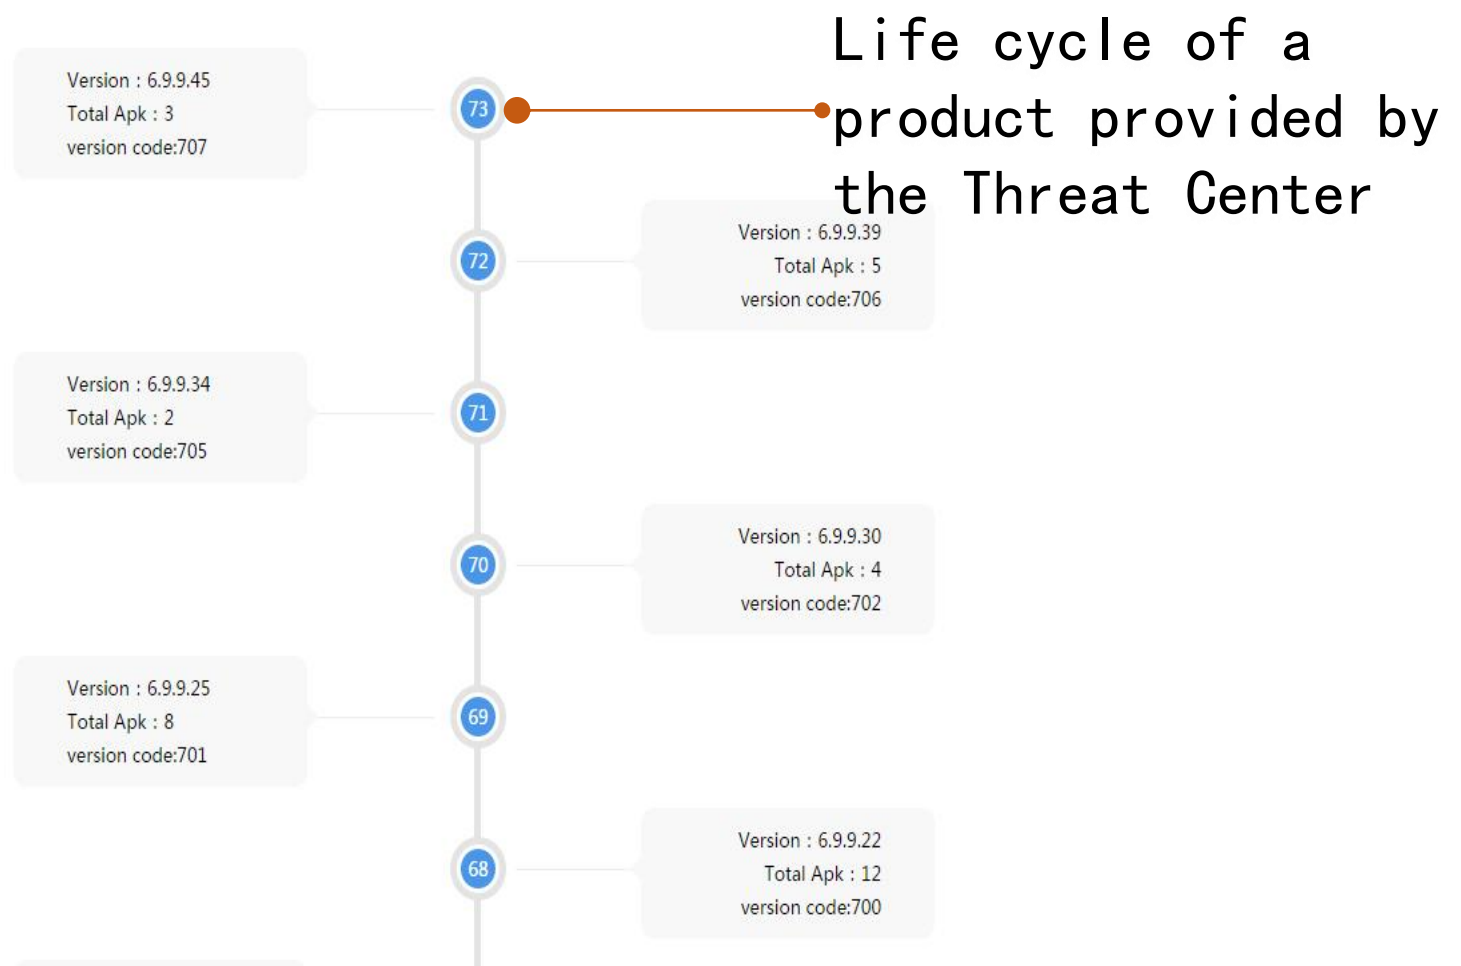 Life cycle of a
product provided by
the Threat Center
Version : 6.9.9.45
Total Apk : 3
version code:707
73
72
Version : 6.9.9.39
Total Apk : 5
version code:706
Version : 6.9.9.34
Total Apk : 2
version code:705
71
70
Version : 6.9.9.30
Total Apk : 4
version code:702
Version : 6.9.9.25
Total Apk : 8
version code:701
69
68
Version : 6.9.9.22
Total Apk : 12
version code:700